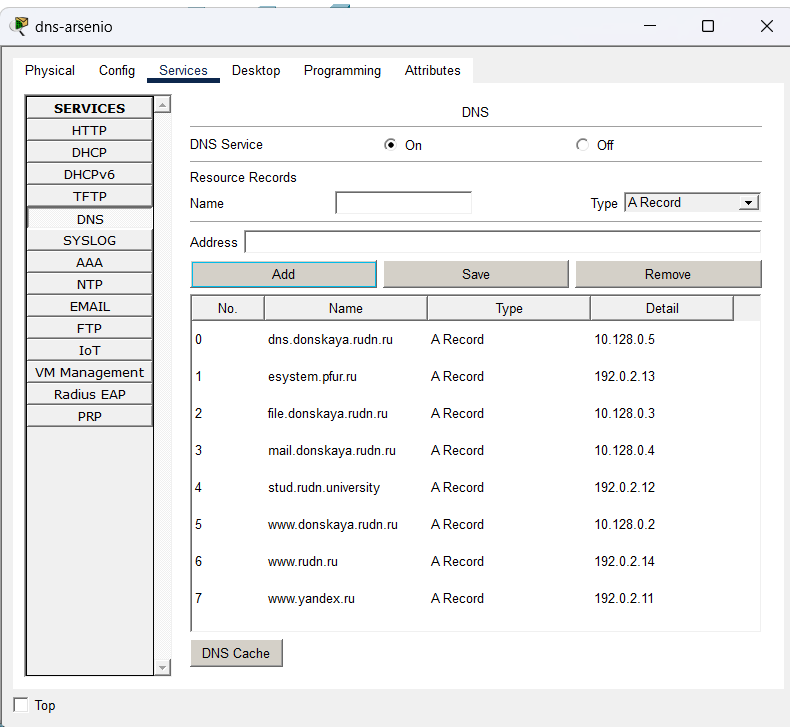 dns-arsenio
Physical Config Services Desktop Programming Attributes
SERVICES
HTTP
DHCP
DHCPv6
TFTP
DNS
SYSLOG
AAA
NTP
EMAIL
FTP
IoT
VM Management
Radius EAP
PRP
DNS
DNS Service On Off
Resource Records
Name Type A Record
Address
Add Save Remove
No. Name Type Detail
0 dns.donskaya.rudn.ru A Record 10.128.0.5
1 esystem.pfur.ru A Record 192.0.2.13
2 file.donskaya.rudn.ru A Record 10.128.0.3
3 mail.donskaya.rudn.ru A Record 10.128.0.4
4 stud.rudn.university A Record 192.0.2.12
5 www.donskaya.rudn.ru A Record 10.128.0.2
6 www.rudn.ru A Record 192.0.2.14
7 www.yandex.ru A Record 192.0.2.11
DNS Cache
Top